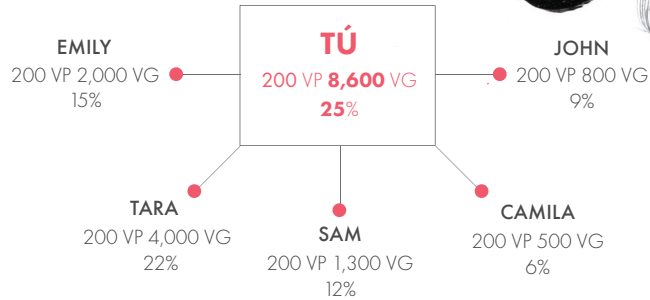 TÚ
200 VP 8,600 VG
25%
EMILY
200 VP 2,000 VG
15%
JOHN
200 VP 800 VG
9%
TARA
200 VP 4,000 VG
22%
SAM
200 VP 1,300 VG
12%
CAMILA
200 VP 500 VG
6%